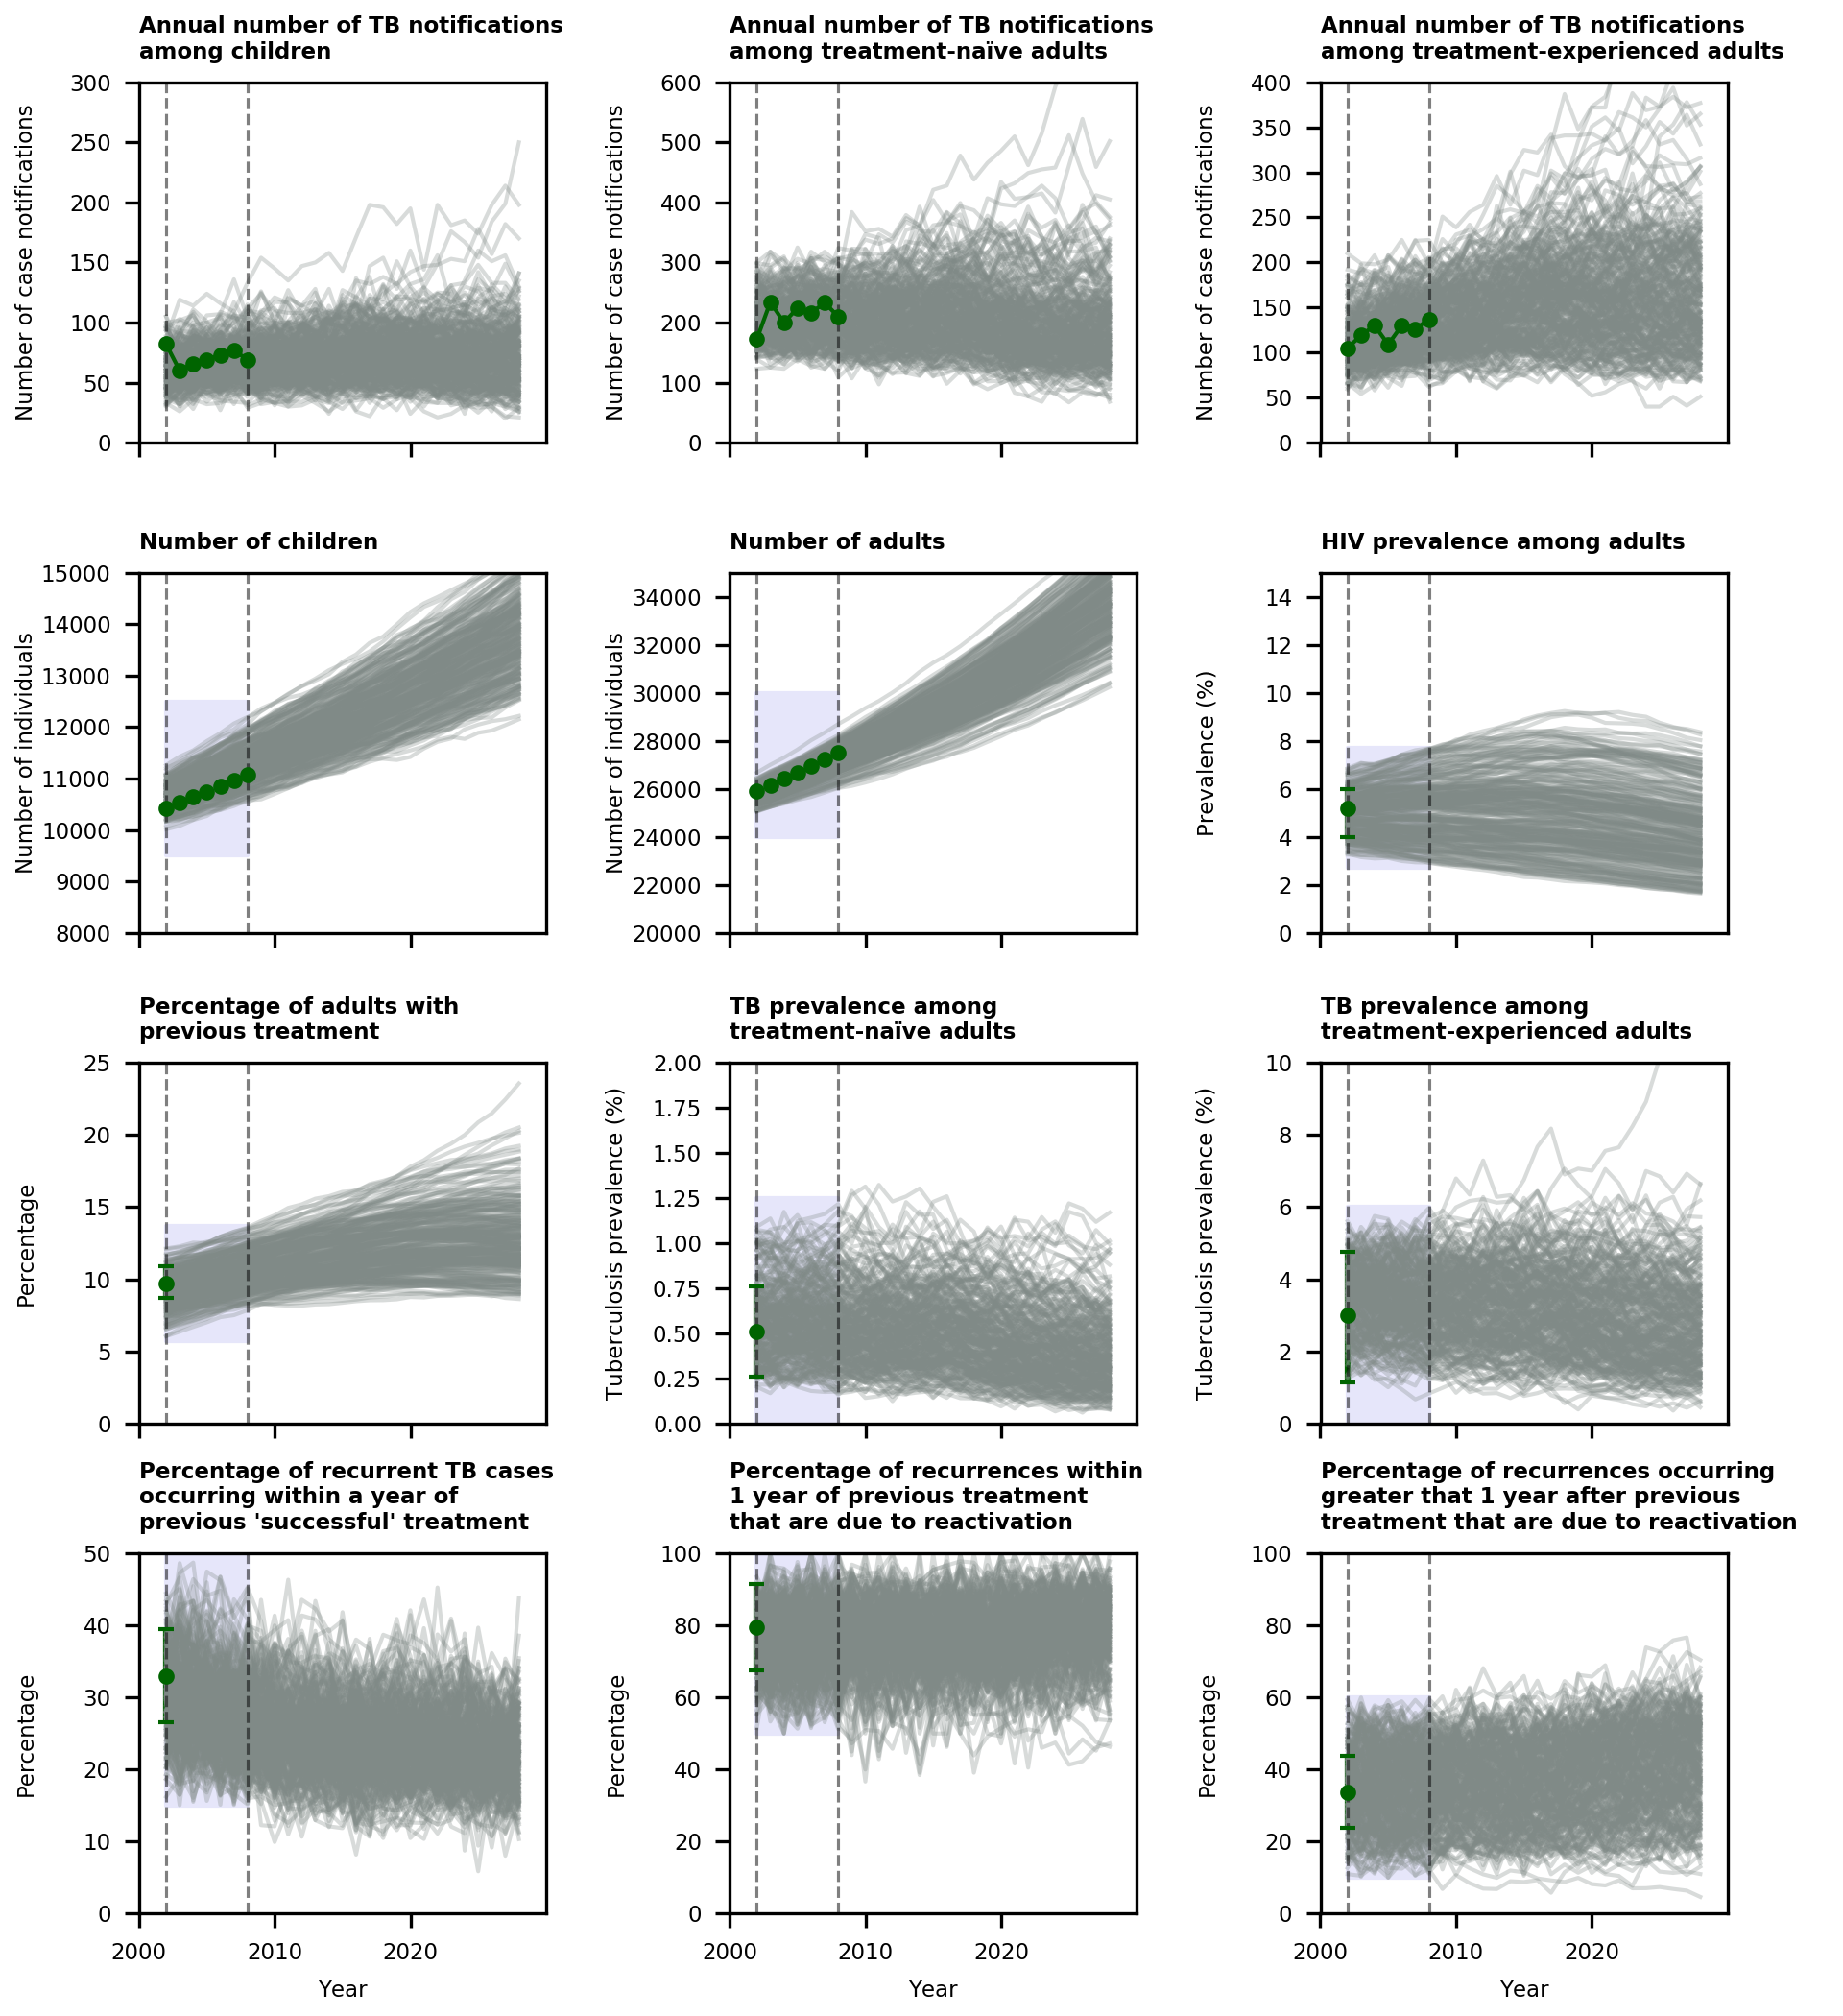 Annual number of TB notifications
among children
Annual number of TB notifications
among treatment-naïve adults
Annual number of TB notifications
among treatment-experienced adults
Number of case notifications
300
250
200
150
100
50
0
Number of case notifications
600
500
400
300
200
100
0
Number of case notifications
400
350
300
250
200
150
100
50
0
Number of children
Number of adults
HIV prevalence among adults
Number of individuals
15000
14000
13000
12000
11000
10000
9000
8000
Number of individuals
34000
32000
30000
28000
26000
24000
22000
20000
Prevalence (%)
14
12
10
8
6
4
2
0
Percentage of adults with
previous treatment
TB prevalence among
treatment-naïve adults
TB prevalence among
treatment-experienced adults
Percentage
25
20
15
10
5
0
Tuberculosis prevalence (%)
2.00
1.75
1.50
1.25
1.00
0.75
0.50
0.25
0.00
Tuberculosis prevalence (%)
10
8
6
4
2
0
Percentage of recurrent TB cases
occurring within a year of
previous 'successful' treatment
Percentage of recurrences within
1 year of previous treatment
that are due to reactivation
Percentage of recurrences occurring
greater that 1 year after previous
treatment that are due to reactivation
Percentage
50
40
30
20
10
0
2000 2010 2020
Year
Percentage
100
80
60
40
20
0
2000 2010 2020
Year
Percentage
100
80
60
40
20
0
2000 2010 2020
Year